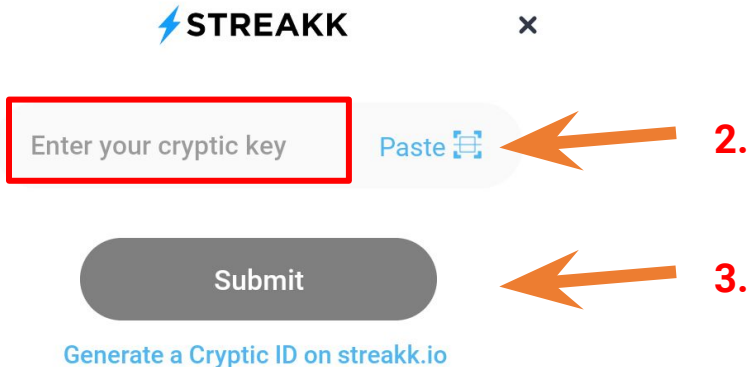 STREAKK
Enter your cryptic key Paste 2.
Submit 3.
Generate a Cryptic ID on streakk.io